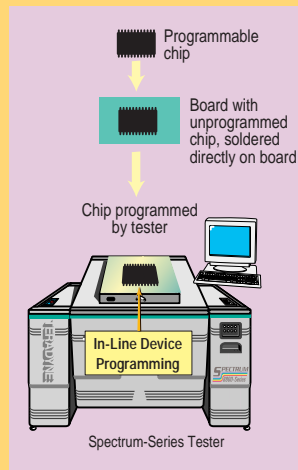 Programmable
chip
Board with
unprogrammed
chip, soldered
directly on board
Chip programmed
by tester
In-Line Device
Programming
TERADYNE
SPECTRUM
Spectrum-Series Tester